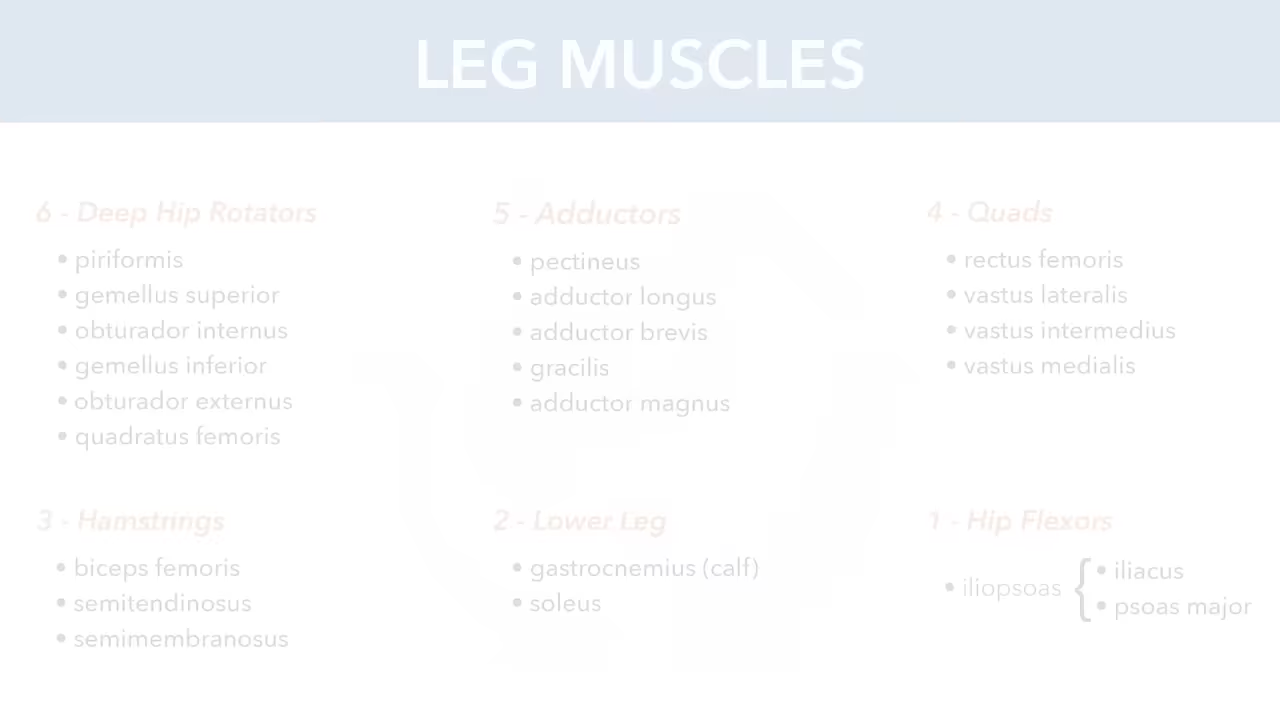 LEG MUSCLES
6 - Deep Hip Rotators
• piriformis
• gemellus superior
• obturador internus
• gemellus inferior
• obturador externus
• quadratus femoris
5 - Adductors
• pectineus
• adductor longus
• adductor brevis
• gracilis
• adductor magnus
4 - Quads
• rectus femoris
• vastus lateralis
• vastus intermedius
• vastus medialis
3 - Hamstrings
• biceps femoris
• semitendinosus
• semimembranosus
2 - Lower Leg
• gastrocnemius (calf)
• soleus
1 - Hip Flexors
• iliopsoas {
• iliacus
• psoas major